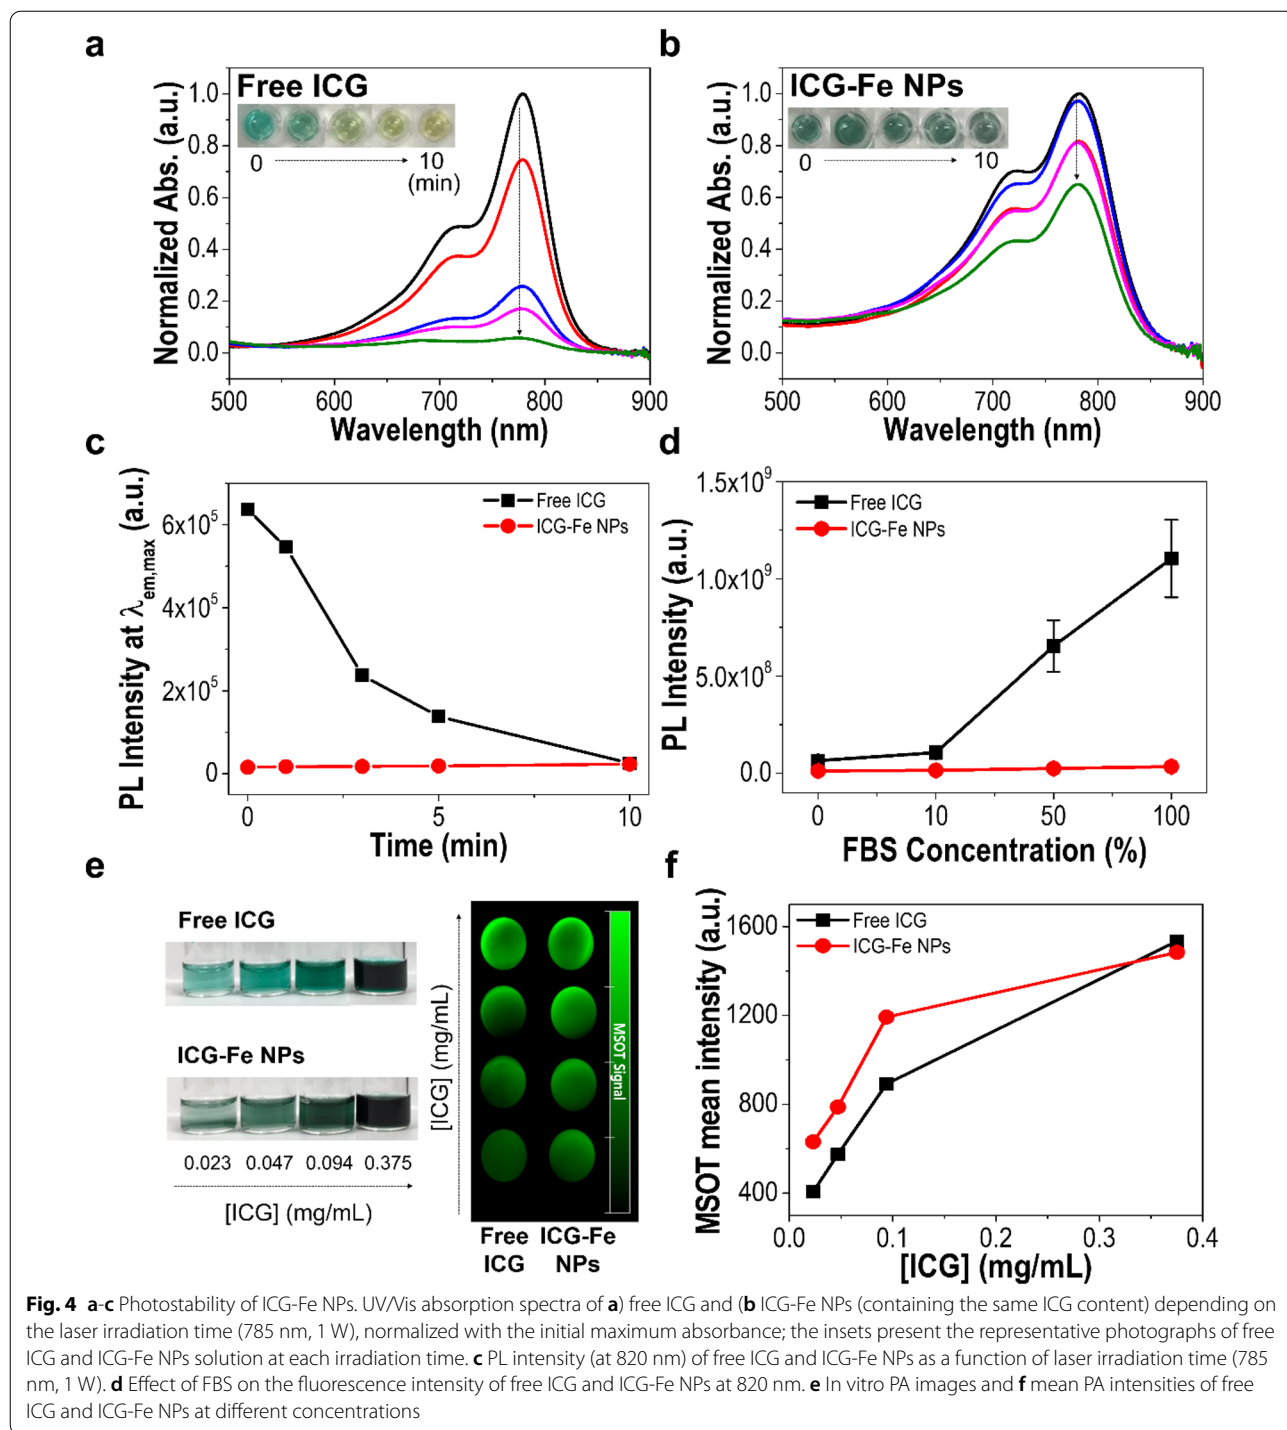 a
Free ICG
0
10
(min)
Normalized Abs. (a.u.)
1.0
0.8
0.6
0.4
0.2
0.0
500 600 700 800 900
Wavelength (nm)
b
ICG-Fe NPs
0
10
Normalized Abs. (a.u.)
1.0
0.8
0.6
0.4
0.2
0.0
500 600 700 800 900
Wavelength (nm)
c
Free ICG
ICG-Fe NPs
PL Intensity at λem,max (a.u.)
6x10⁵
4x10⁵
2x10⁵
0
0 5 10
Time (min)
d
Free ICG
ICG-Fe NPs
PL Intensity (a.u.)
1.5x10⁹
1.0x10⁹
5.0x10⁸
0.0
0 10 50 100
FBS Concentration (%)
e
Free ICG
ICG-Fe NPs
0.023 0.047 0.094 0.375
[ICG] (mg/mL)
[ICG] (mg/mL)
MSOT Signal
Free ICG-Fe
ICG NPs
f
Free ICG
ICG-Fe NPs
MSOT mean intensity (a.u.)
1600
1200
800
400
0.0 0.1 0.2 0.3 0.4
[ICG] (mg/mL)
Fig. 4 a-c Photostability of ICG-Fe NPs. UV/Vis absorption spectra of a) free ICG and (b ICG-Fe NPs (containing the same ICG content) depending on
the laser irradiation time (785 nm, 1 W), normalized with the initial maximum absorbance; the insets present the representative photographs of free
ICG and ICG-Fe NPs solution at each irradiation time. c PL intensity (at 820 nm) of free ICG and ICG-Fe NPs as a function of laser irradiation time (785
nm, 1 W). d Effect of FBS on the fluorescence intensity of free ICG and ICG-Fe NPs at 820 nm. e In vitro PA images and f mean PA intensities of free
ICG and ICG-Fe NPs at different concentrations